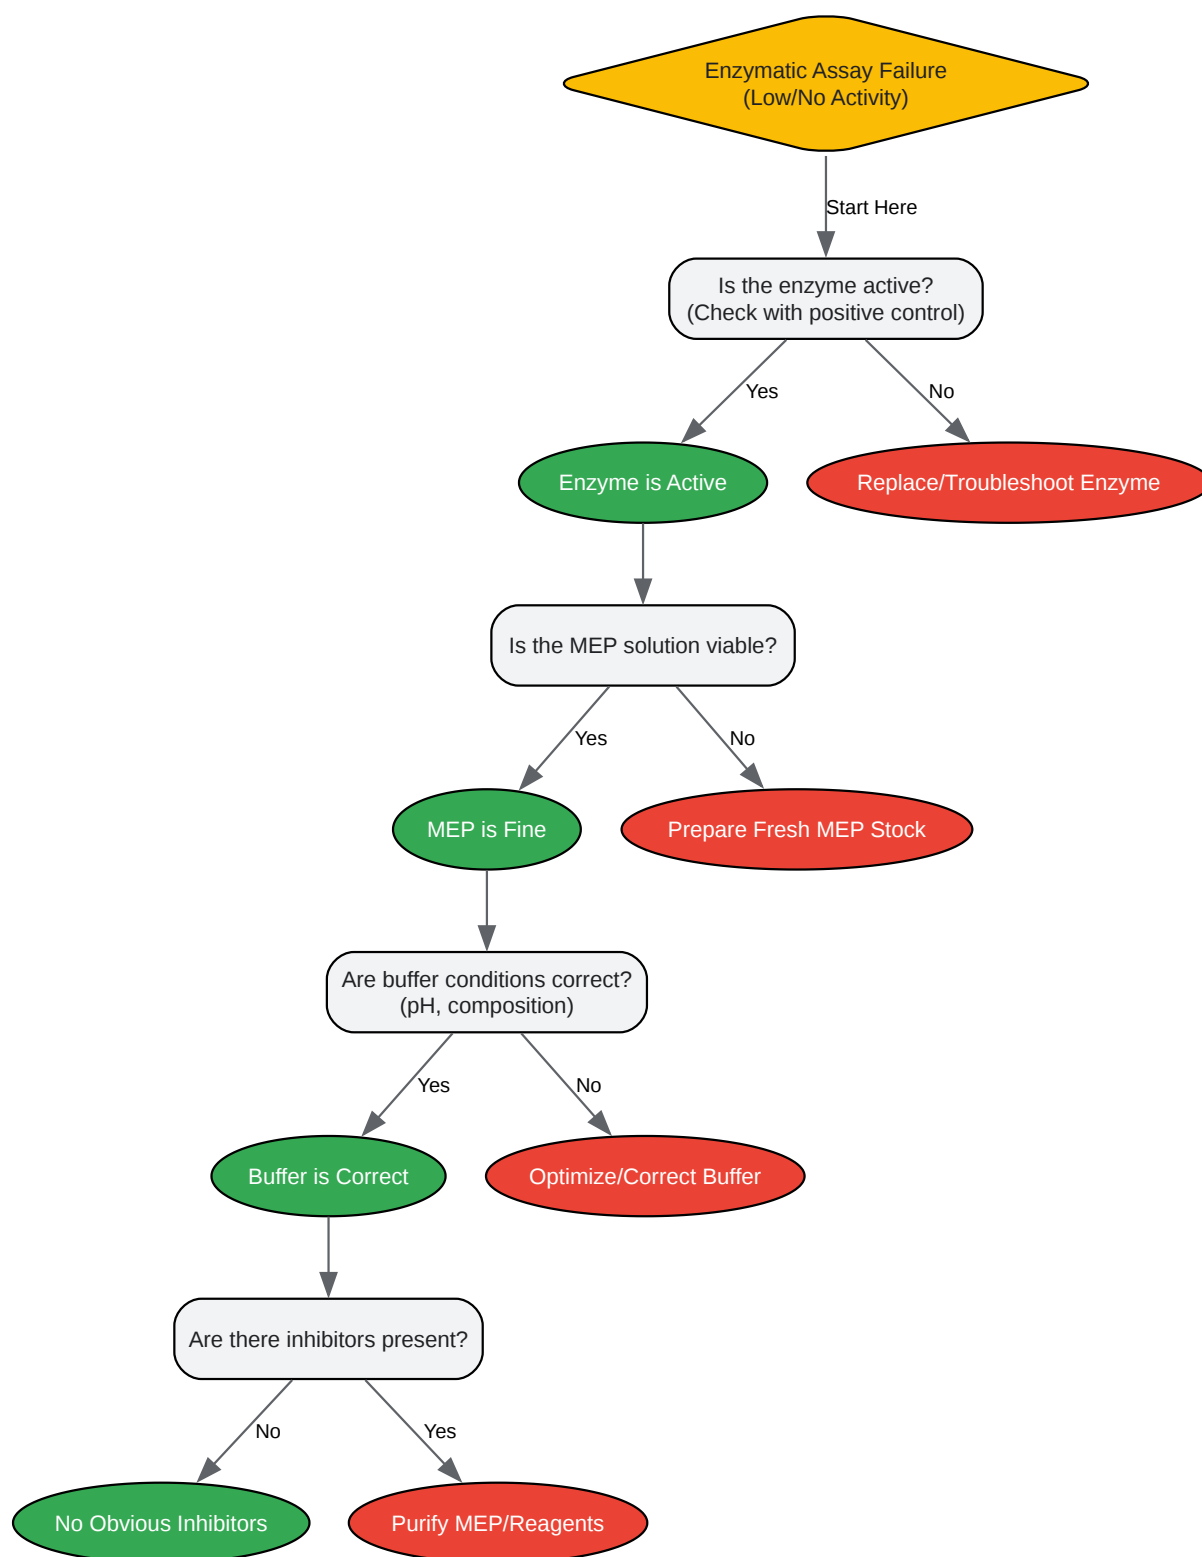 Enzymatic Assay Failure
(Low/No Activity)
Start Here
Is the enzyme active?
(Check with positive control)
Yes
No
Enzyme is Active
Replace/Troubleshoot Enzyme
Is the MEP solution viable?
Yes
No
MEP is Fine
Prepare Fresh MEP Stock
Are buffer conditions correct?
(pH, composition)
Yes
No
Buffer is Correct
Optimize/Correct Buffer
Are there inhibitors present?
No
Yes
No Obvious Inhibitors
Purify MEP/Reagents